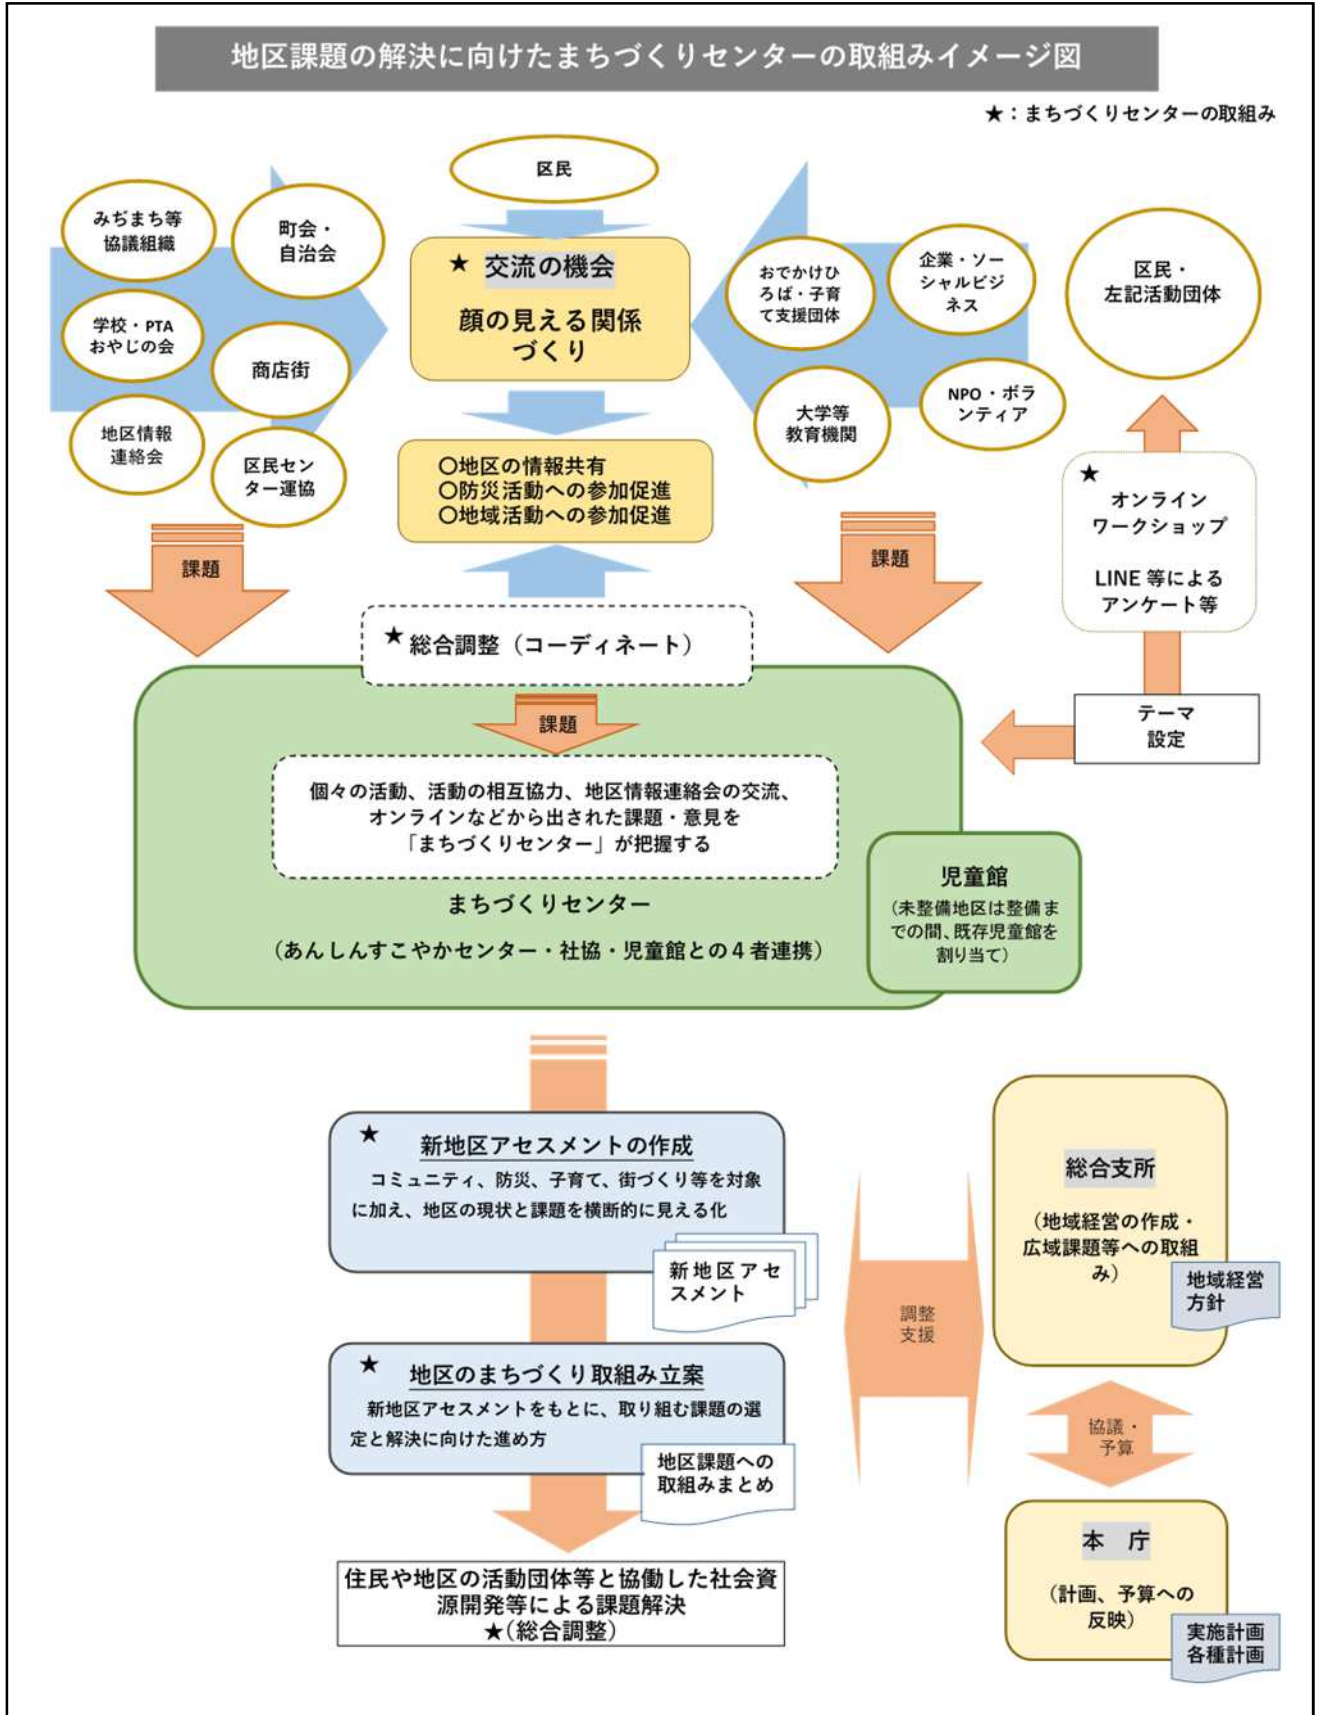 地区課題の解決に向けたまちづくりセンターの取組みイメージ図
★：まちづくりセンターの取組み
区民
みぢまち等
協議組織
町会・
自治会
学校・PTA
おやじの会
商店街
地区情報
連絡会
区民セン
ター運協
★ 交流の機会
顔の見える関係
づくり
おでかけひ
ろば・子育
て支援団体
企業・ソー
シャルビジ
ネス
大学等
教育機関
NPO・ボラ
ンティア
区民・
左記活動団体
〇地区の情報共有
〇防災活動への参加促進
〇地域活動への参加促進
★
オンライン
ワークショップ
LINE 等による
アンケート等
課題
課題
★総合調整（コーディネート）
テーマ
設定
課題
個々の活動、活動の相互協力、地区情報連絡会の交流、
オンラインなどから出された課題・意見を
「まちづくりセンター」が把握する
まちづくりセンター
（あんしんすこやかセンター・社協・児童館との４者連携）
児童館
（未整備地区は整備ま
での間、既存児童館を
割り当て）
★ 新地区アセスメントの作成
コミュニティ、防災、子育て、街づくり等を対象
に加え、地区の現状と課題を横断的に見える化
新地区アセ
スメント
★ 地区のまちづくり取組み立案
新地区アセスメントをもとに、取り組む課題の選
定と解決に向けた進め方
地区課題への
取組みまとめ
住民や地区の活動団体等と協働した社会資
源開発等による課題解決
★（総合調整）
調整
支援
総合支所
（地域経営の作成・
広域課題等への取組
み）
地域経営
方針
協議・
予算
本　庁
（計画、予算への
反映）
実施計画
各種計画